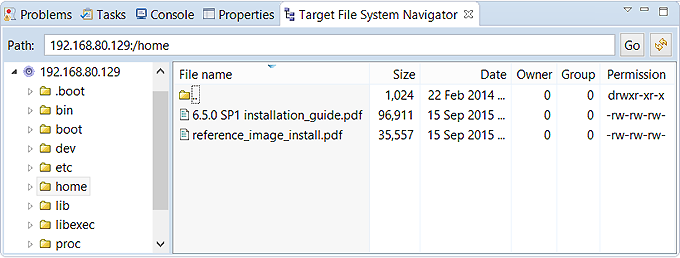 Problems Tasks Console Properties Target File System Navigator
Path: 192.168.80.129:/home Go
192.168.80.129
.boot
bin
boot
dev
etc
home
lib
libexec
proc
File name Size Date Owner Group Permission
.. 1,024 22 Feb 2014 ... 0 0 drwxr-xr-x
6.5.0 SP1 installation_guide.pdf 96,911 15 Sep 2015 ... 0 0 -rw-rw-rw-
reference_image_install.pdf 35,557 15 Sep 2015 ... 0 0 -rw-rw-rw-